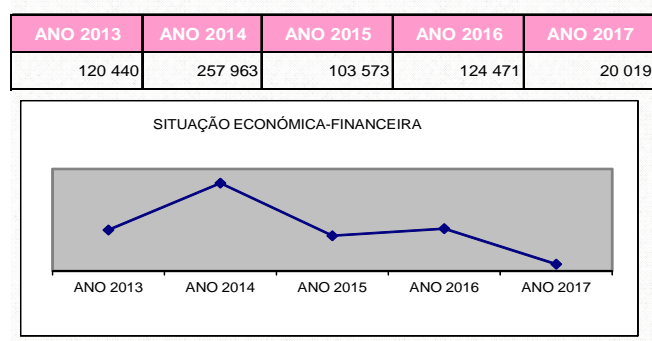 ANO 2013 ANO 2014 ANO 2015 ANO 2016 ANO 2017
120 440 257 963 103 573 124 471 20 019
SITUAÇÃO ECONÓMICA-FINANCEIRA
ANO 2013 ANO 2014 ANO 2015 ANO 2016 ANO 2017